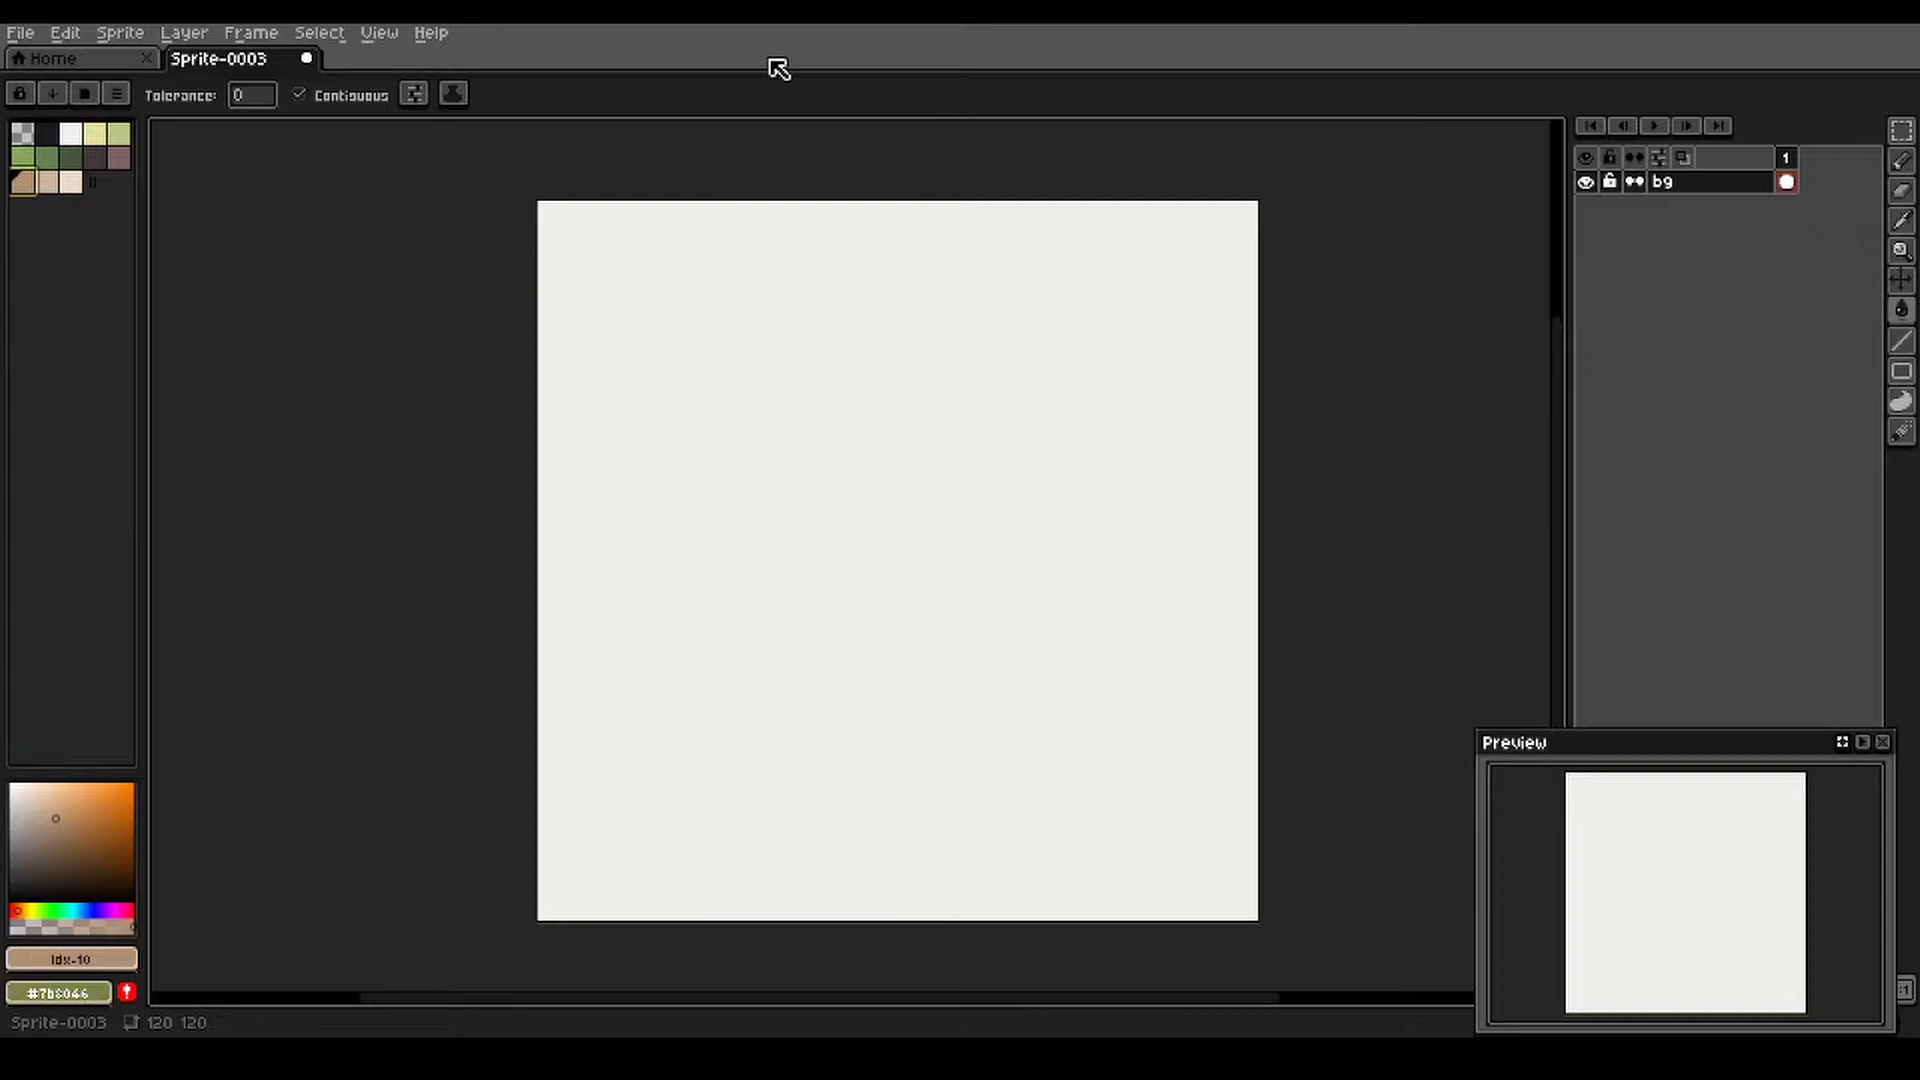 File Edit Sprite Layer Frame Select View Help
Home Sprite-0003
Tolerance: 0 Contiguous
1
bg
Preview
Idx-10
#7b8046
Sprite-0003 120 120